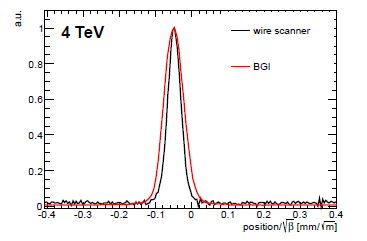 a.u.
4 TeV
wire scanner
BGI
1
0.8
0.6
0.4
0.2
0
-0.4 -0.3 -0.2 -0.1 0 0.1 0.2 0.3 0.4
position/√β [mm/√m]